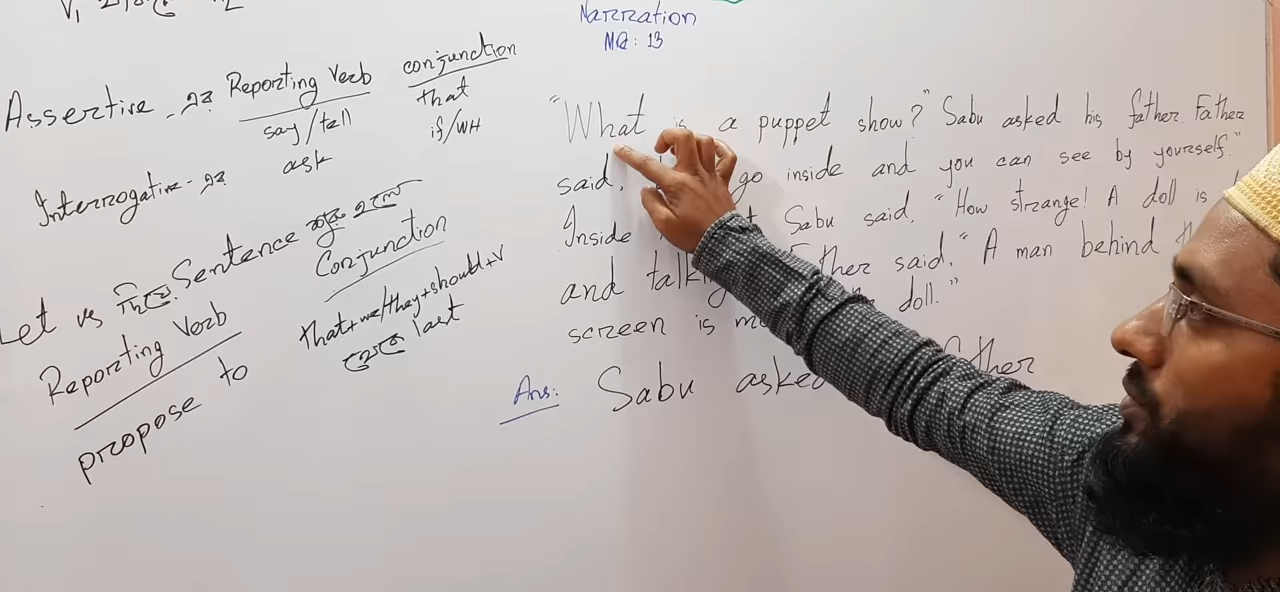 V₁
Narration
MQ: 13
Assertive - এর Reporting Verb conjunction
say/tell that
Interrogative - এর ask if/WH
Let us দিয়ে Sentence শুরু হলে
Reporting Verb Conjunction
propose to that+we/they+should+V
থেকে last
"What is a puppet show?" Sabu asked his father. Father
said, go inside and you can see by yourself."
Inside Sabu said, "How strange! A doll is
and talking Father said, "A man behind
screen is doll."
Ans: Sabu asked father